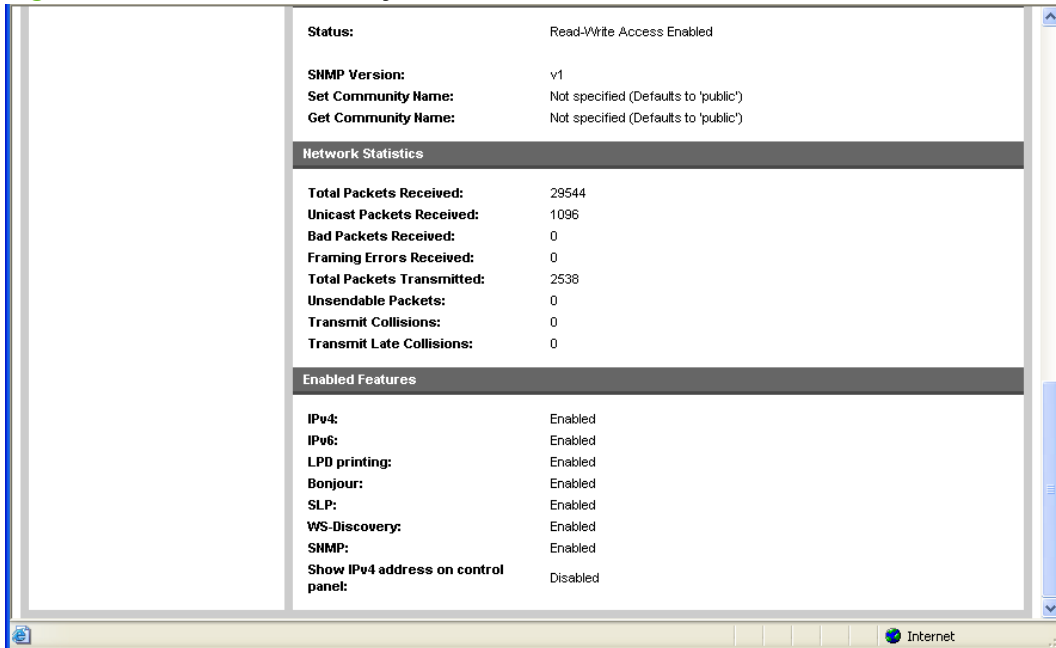 Status: Read-Write Access Enabled
SNMP Version: v1
Set Community Name: Not specified (Defaults to 'public')
Get Community Name: Not specified (Defaults to 'public')
Network Statistics
Total Packets Received: 29544
Unicast Packets Received: 1096
Bad Packets Received: 0
Framing Errors Received: 0
Total Packets Transmitted: 2538
Unsendable Packets: 0
Transmit Collisions: 0
Transmit Late Collisions: 0
Enabled Features
IPv4: Enabled
IPv6: Enabled
LPD printing: Enabled
Bonjour: Enabled
SLP: Enabled
WS-Discovery: Enabled
SNMP: Enabled
Show IPv4 address on control
panel: Disabled
Internet